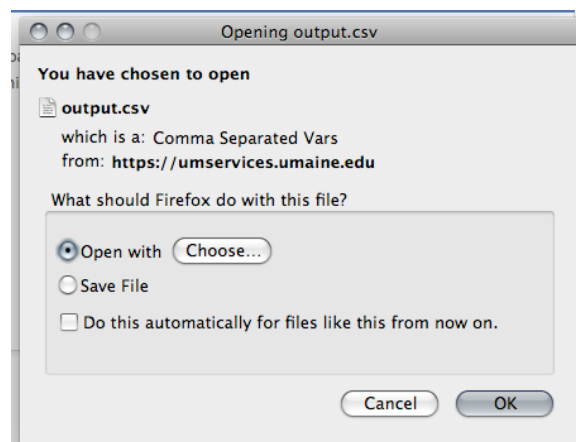 Opening output.csv
You have chosen to open
output.csv
which is a: Comma Separated Vars
from: https://umservices.umaine.edu
What should Firefox do with this file?
Open with Choose...
Save File
Do this automatically for files like this from now on.
Cancel OK